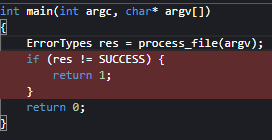 int main(int argc, char* argv[])
{
    ErrorTypes res = process_file(argv);
    if (res != SUCCESS) {
        return 1;
    }
    return 0;
}